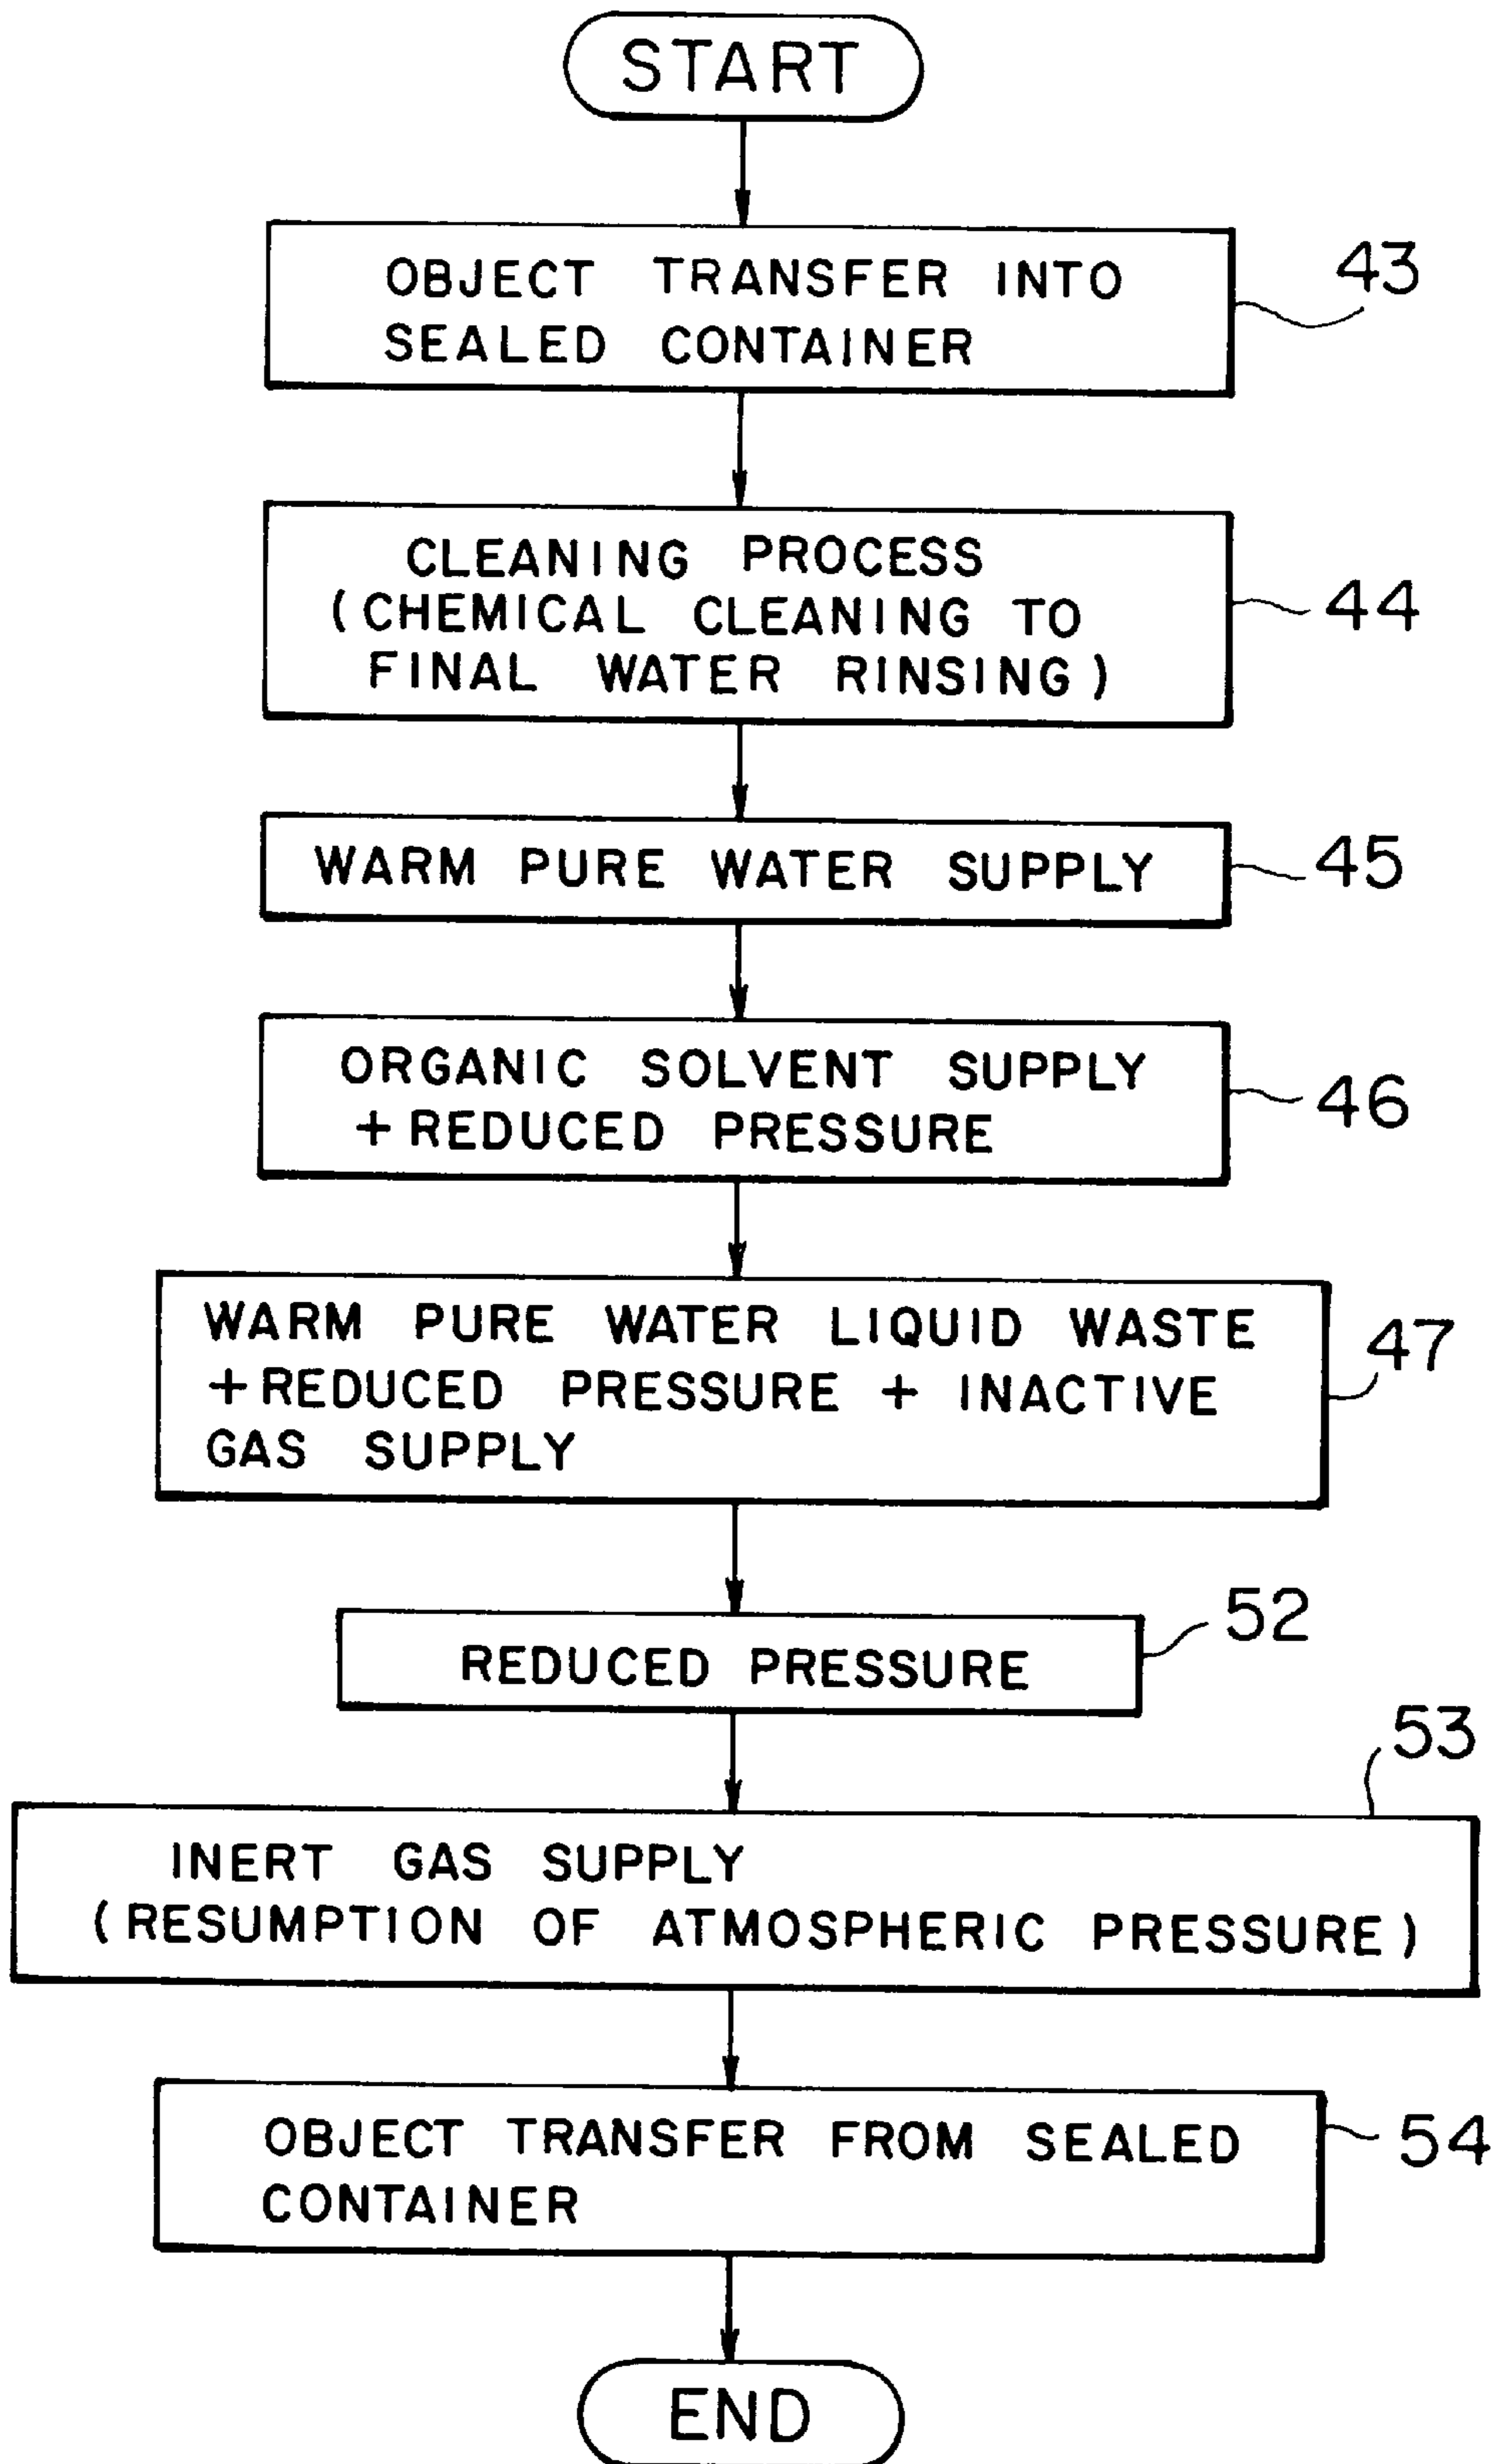 START
OBJECT TRANSFER INTO
SEALED CONTAINER
43
CLEANING PROCESS
(CHEMICAL CLEANING TO
FINAL WATER RINSING)
44
WARM PURE WATER SUPPLY
45
ORGANIC SOLVENT SUPPLY
+REDUCED PRESSURE
46
WARM PURE WATER LIQUID WASTE
+REDUCED PRESSURE + INACTIVE
GAS SUPPLY
47
REDUCED PRESSURE
52
53
INERT GAS SUPPLY
(RESUMPTION OF ATMOSPHERIC PRESSURE)
OBJECT TRANSFER FROM SEALED
CONTAINER
54
END